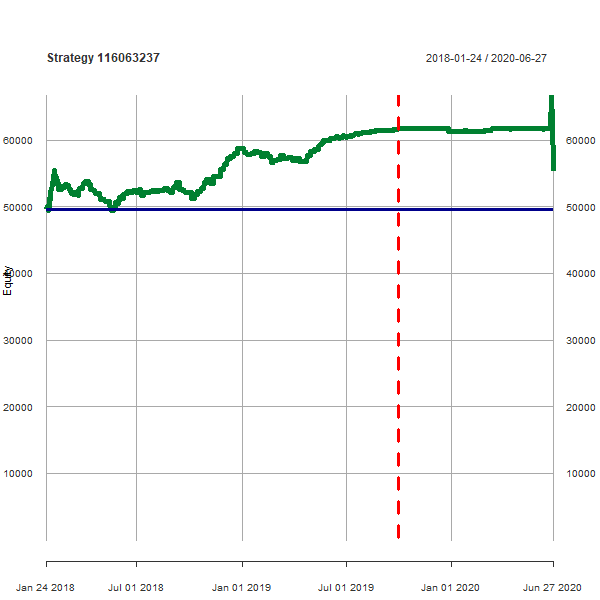 Strategy 116063237
2018-01-24 / 2020-06-27
60000
60000
50000
50000
40000
40000
Equity
30000
30000
20000
20000
10000
10000
Jan 24 2018
Jul 01 2018
Jan 01 2019
Jul 01 2019
Jan 01 2020
Jun 27 2020